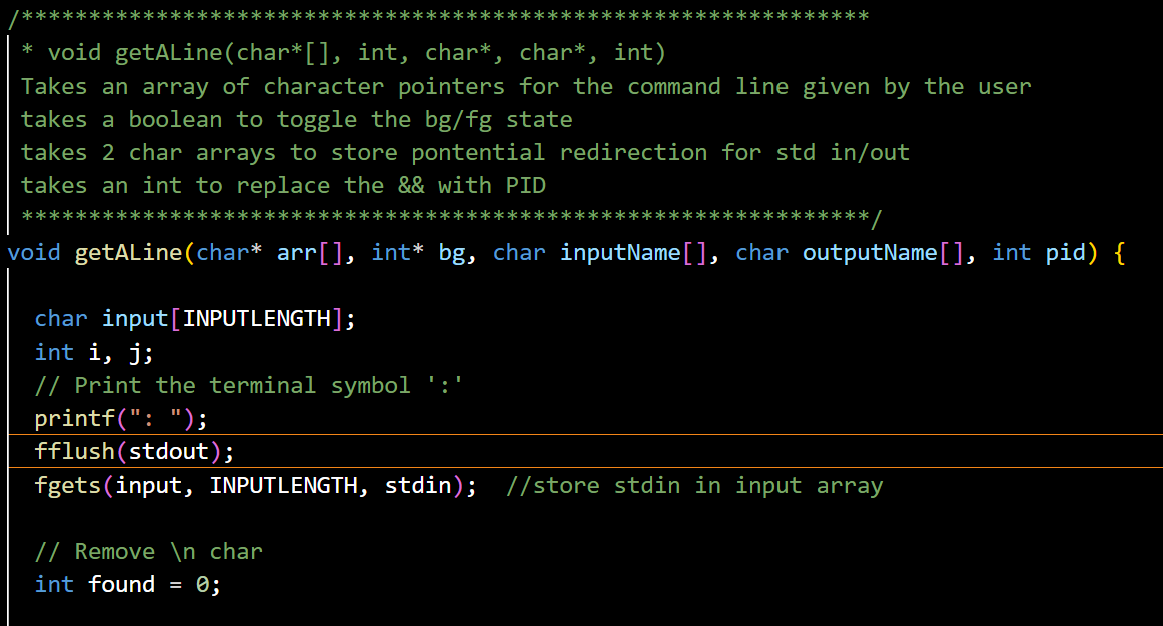 /***************************************************************
* void getALine(char*[], int, char*, char*, int)
Takes an array of character pointers for the command line given by the user
takes a boolean to toggle the bg/fg state
takes 2 char arrays to store pontential redirection for std in/out
takes an int to replace the && with PID
***************************************************************/
void getALine(char* arr[], int* bg, char inputName[], char outputName[], int pid) {
char input[INPUTLENGTH];
int i, j;
// Print the terminal symbol ':'
printf(": ");
fflush(stdout);
fgets(input, INPUTLENGTH, stdin);  //store stdin in input array
// Remove \n char
int found = 0;